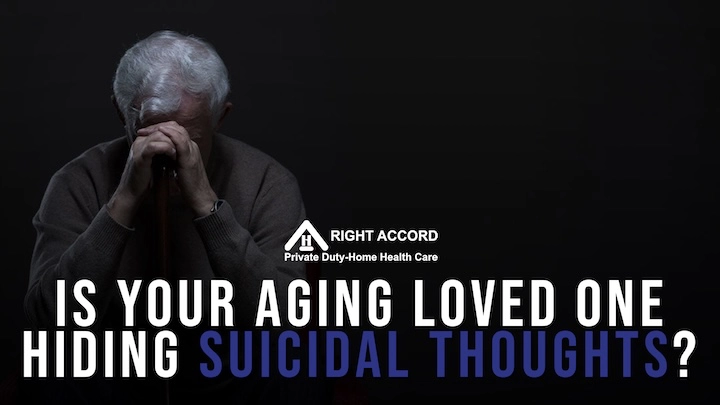 RIGHT ACCORD
Private Duty-Home Health Care
IS YOUR AGING LOVED ONE
HIDING SUICIDAL THOUGHTS?